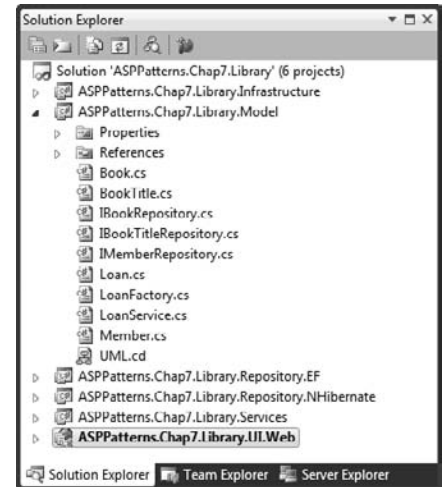 Solution Explorer
Solution 'ASPPatterns.Chap7.Library' (6 projects)
ASPPatterns.Chap7.Library.Infrastructure
ASPPatterns.Chap7.Library.Model
Properties
References
Book.cs
BookTitle.cs
IBookRepository.cs
IBookTitleRepository.cs
IMemberRepository.cs
Loan.cs
LoanFactory.cs
LoanService.cs
Member.cs
UML.cd
ASPPatterns.Chap7.Library.Repository.EF
ASPPatterns.Chap7.Library.Repository.NHibernate
ASPPatterns.Chap7.Library.Services
ASPPatterns.Chap7.Library.UI.Web
Solution Explorer Team Explorer Server Explorer